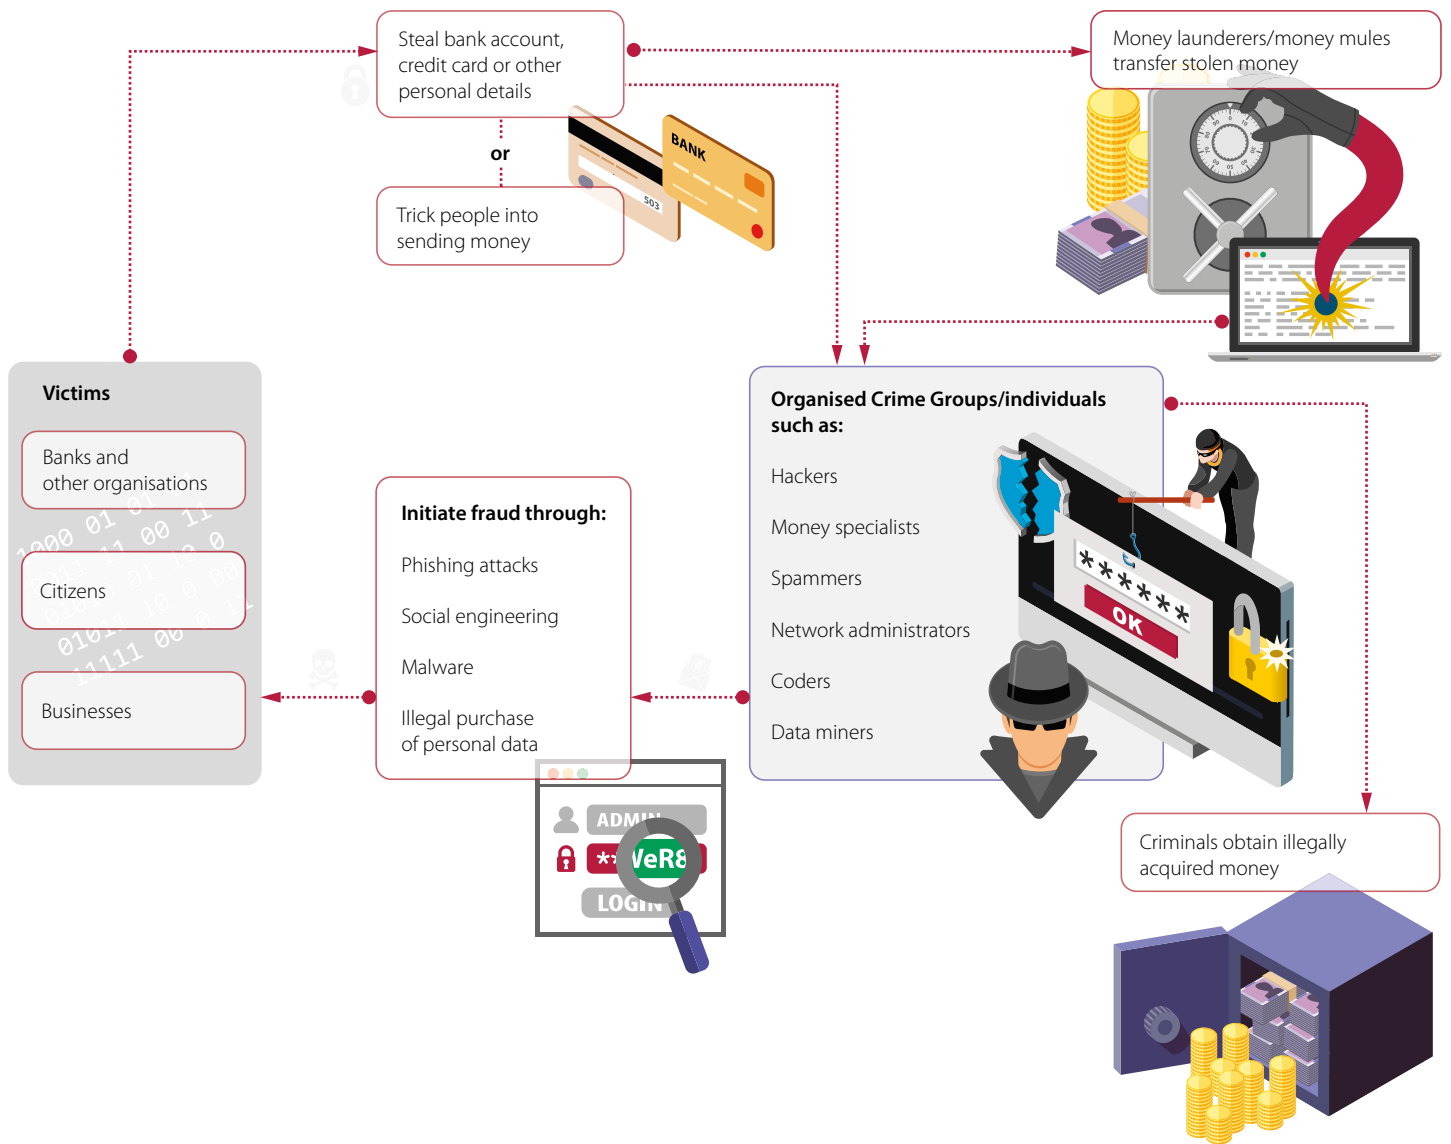 Steal bank account,
credit card or other
personal details
or
Trick people into
sending money
BANK
503
Money launderers/money mules
transfer stolen money
Victims
Banks and
other organisations
Citizens
Businesses
Initiate fraud through:
Phishing attacks
Social engineering
Malware
Illegal purchase
of personal data
ADMIN
**WeR8
LOGIN
Organised Crime Groups/individuals
such as:
Hackers
Money specialists
Spammers
Network administrators
Coders
Data miners
******
OK
Criminals obtain illegally
acquired money